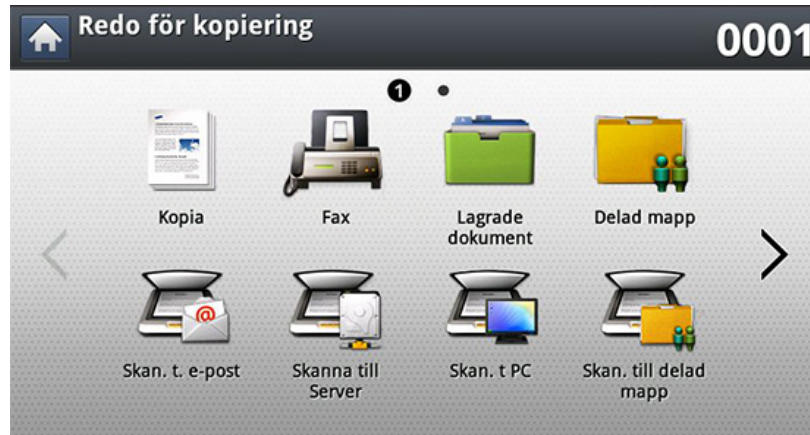 Redo för kopiering
0001
1
Kopia
Fax
Lagrade
dokument
Delad mapp
Skan. t. e-post
Skanna till
Server
Skan. t PC
Skan. till delad
mapp